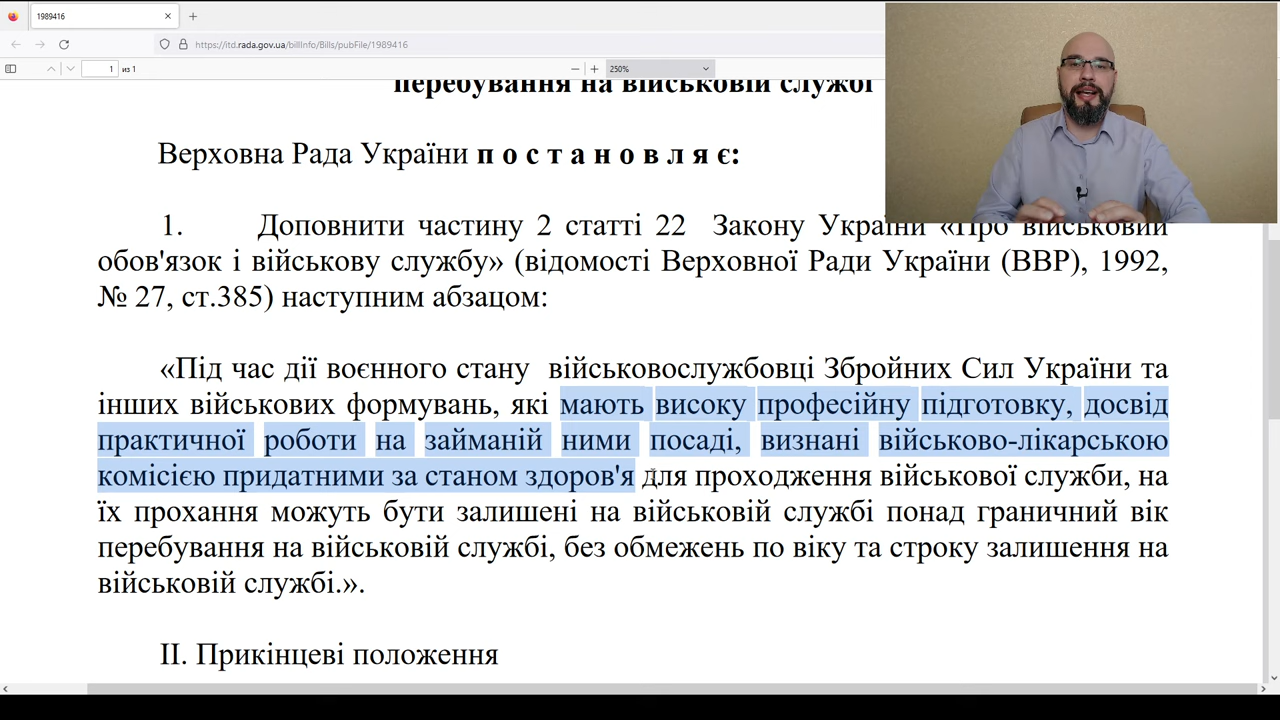 1989416
https://itd.rada.gov.ua/billInfo/Bills/pubFile/1989416
1 из 1
250%
перебування на військовій службі
Верховна Рада України п о с т а н о в л я є:
1. Доповнити частину 2 статті 22 Закону України «Про військовий
обов'язок і військову службу» (відомості Верховної Ради України (ВВР), 1992,
№ 27, ст.385) наступним абзацом:
«Під час дії воєнного стану військовослужбовці Збройних Сил України та
інших військових формувань, які мають високу професійну підготовку, досвід
практичної роботи на займаній ними посаді, визнані військово-лікарською
комісією придатними за станом здоров'я для проходження військової служби, на
їх прохання можуть бути залишені на військовій службі понад граничний вік
перебування на військовій службі, без обмежень по віку та строку залишення на
військовій службі.».
ІІ. Прикінцеві положення